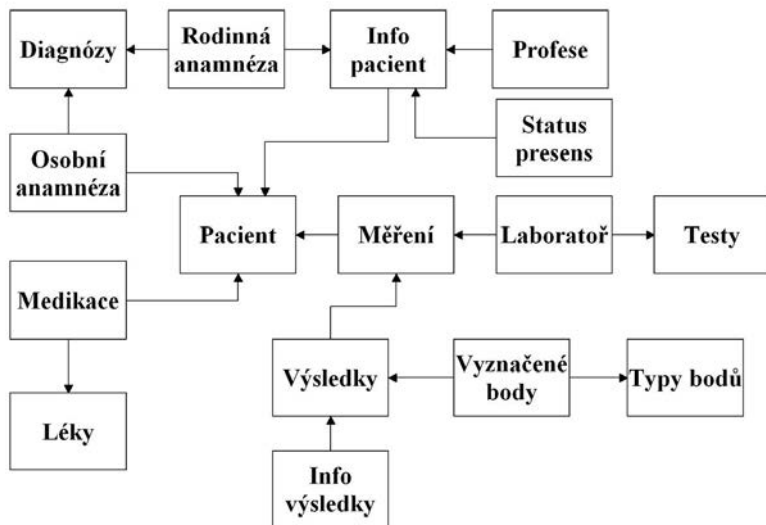 Diagnózy
Rodinná
anamnéza
Info
pacient
Profese
Status
presens
Osobní
anamnéza
Pacient
Měření
Laboratoř
Testy
Medikace
Výsledky
Vyznačené
body
Typy bodů
Léky
Info
výsledky